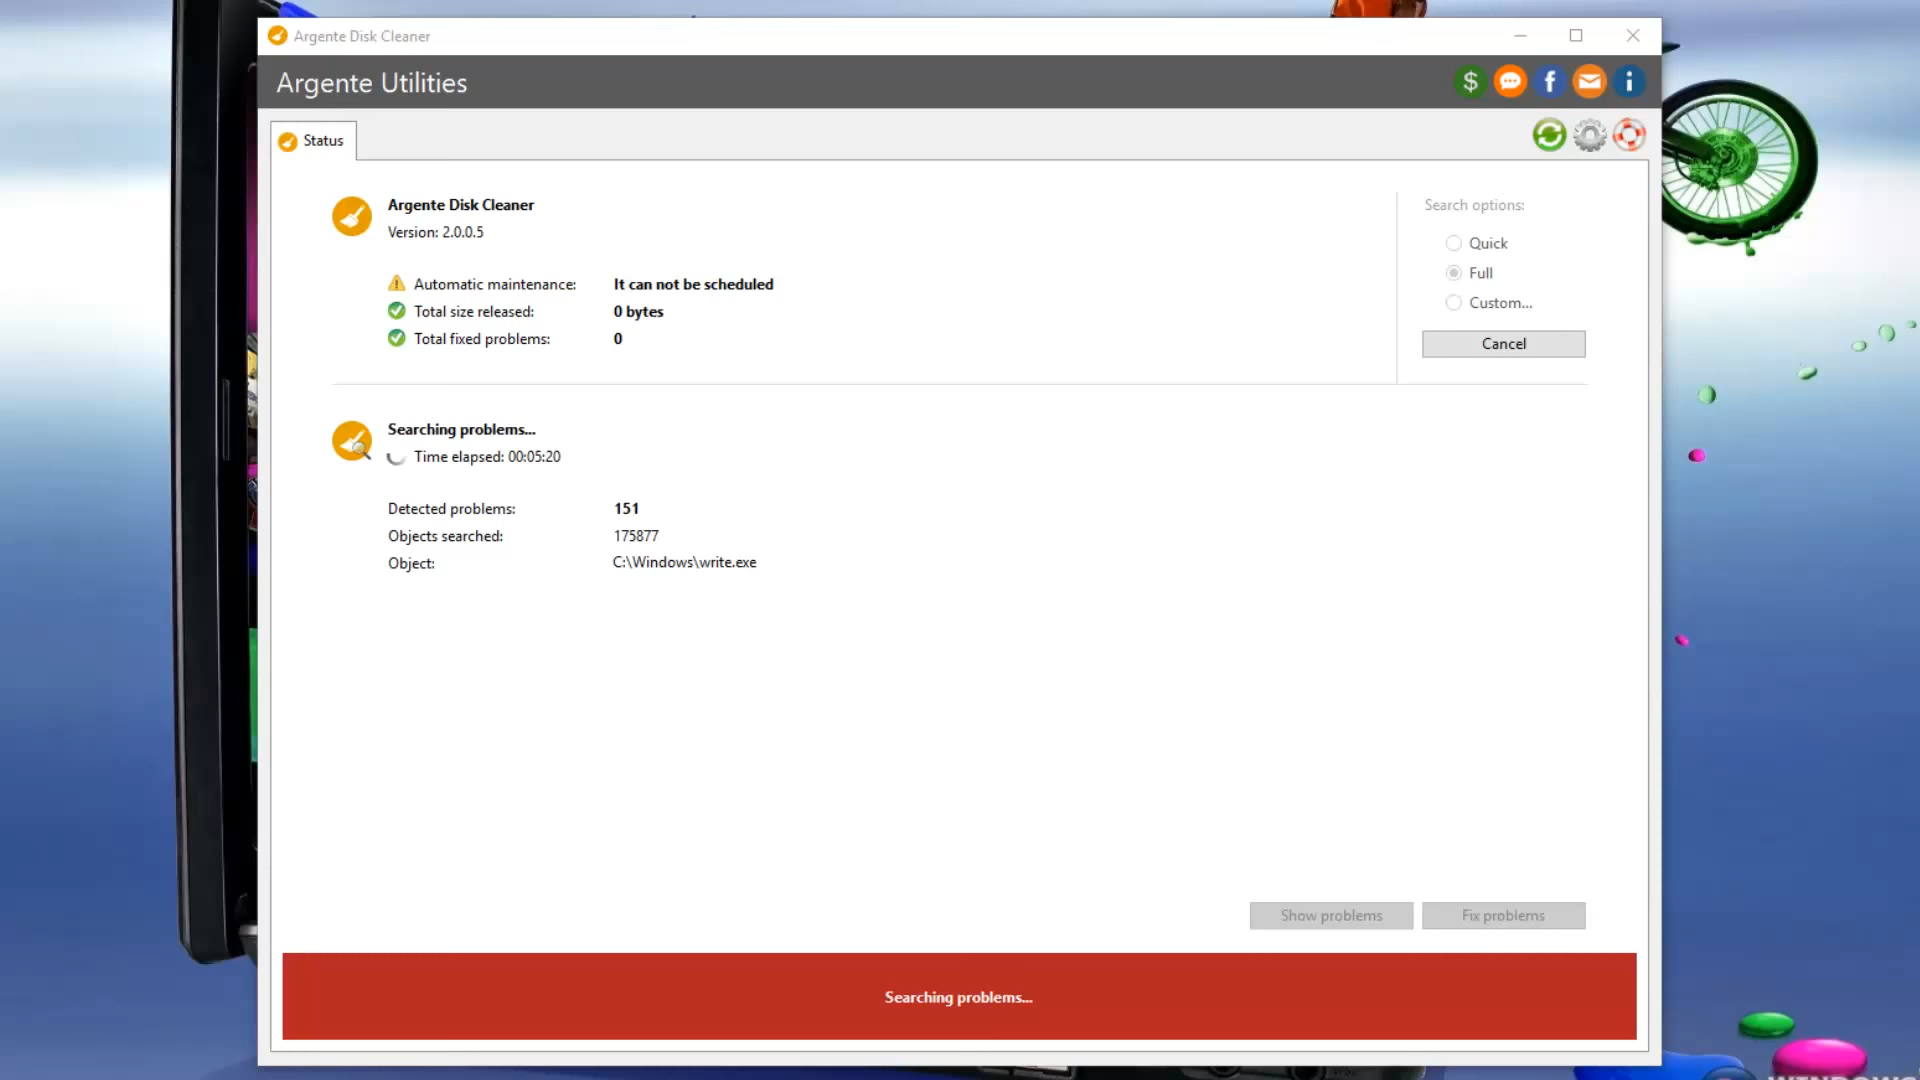 Argente Disk Cleaner
Argente Utilities
Status
Argente Disk Cleaner
Version: 2.0.0.5
Automatic maintenance: It can not be scheduled
Total size released: 0 bytes
Total fixed problems: 0
Search options:
Quick
Full
Custom...
Cancel
Searching problems...
Time elapsed: 00:05:20
Detected problems: 151
Objects searched: 175877
Object: C:\Windows\write.exe
Show problems
Fix problems
Searching problems...